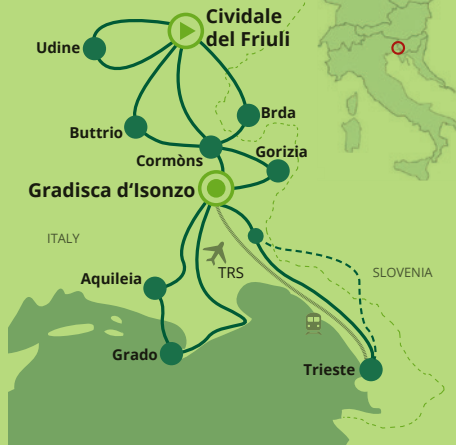 Cividale
del Friuli
Udine
Brda
Buttrio
Gorizia
Cormòns
Gradisca d‘Isonzo
ITALY
TRS
SLOVENIA
Aquileia
Grado
Trieste